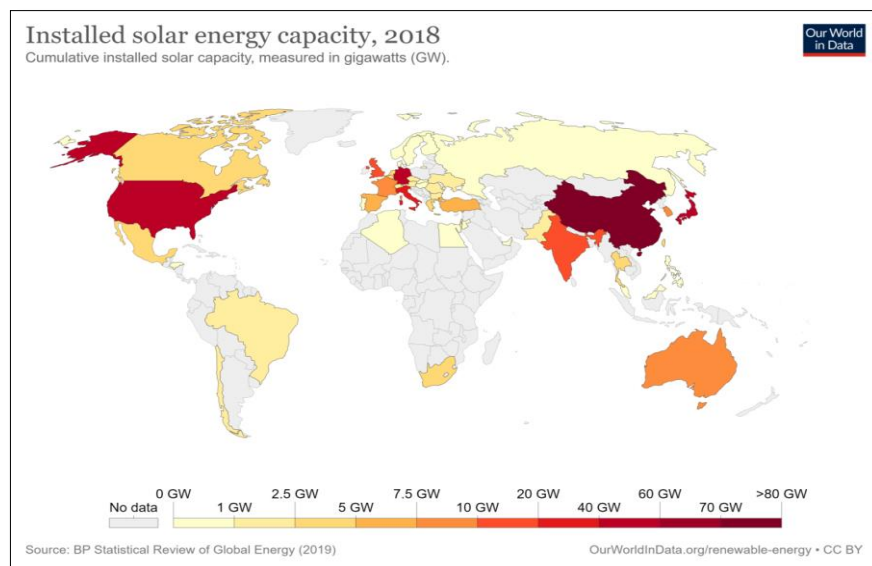 Installed solar energy capacity, 2018
Cumulative installed solar capacity, measured in gigawatts (GW).
Our World
in Data
0 GW 2.5 GW 7.5 GW 20 GW 60 GW >80 GW
No data 1 GW 5 GW 10 GW 40 GW 70 GW
Source: BP Statistical Review of Global Energy (2019)
OurWorldInData.org/renewable-energy • CC BY